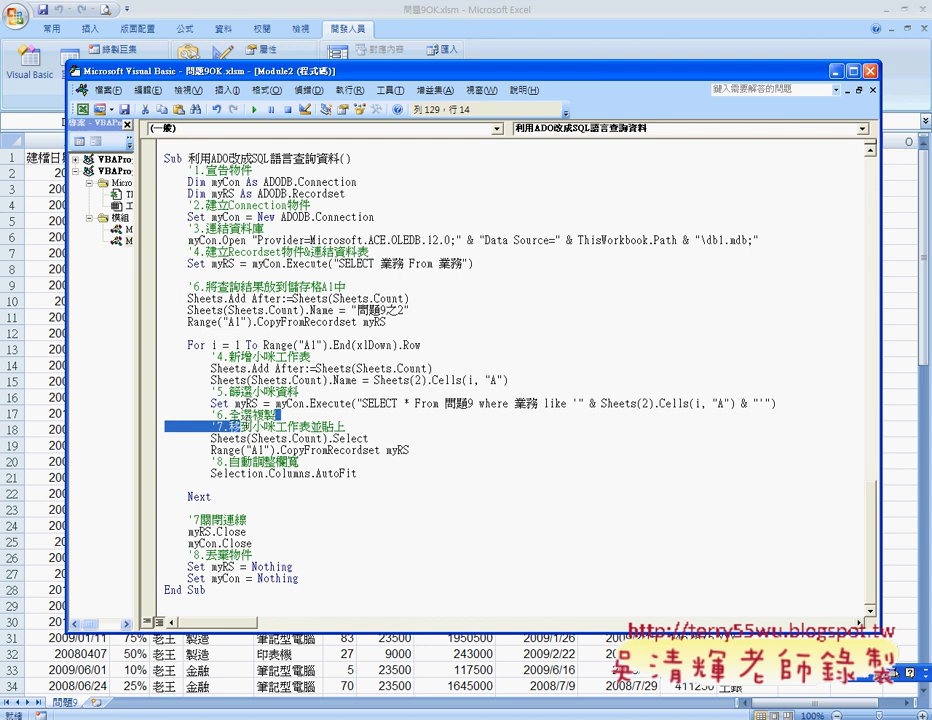 問題9OK.xlsm - Microsoft Excel
常用 插入 版面配置 公式 資料 校閱 檢視 開發人員
Visual Basic 錄製巨集 屬性 對應內容 匯入
Microsoft Visual Basic - 問題9OK.xlsm - [Module2 (程式碼)]
檔案(F) 編輯(E) 檢視(V) 插入(I) 格式(O) 偵錯(D) 執行(R) 工具(T) 增益集(A) 視窗(W) 說明(H) 鍵入需要解答的問題
列 129，行 14
(一般) 利用ADO改成SQL語言查詢資料
Sub 利用ADO改成SQL語言查詢資料()
'1.宣告物件
Dim myCon As ADODB.Connection
Dim myRS As ADODB.Recordset
'2.建立Connection物件
Set myCon = New ADODB.Connection
'3.連結資料庫
myCon.Open "Provider=Microsoft.ACE.OLEDB.12.0;" & "Data Source=" & ThisWorkbook.Path & "\db1.mdb;"
'4.建立Recordset物件&連結資料表
Set myRS = myCon.Execute("SELECT 業務 From 業務")
'6.將查詢結果放到儲存格A1中
Sheets.Add After:=Sheets(Sheets.Count)
Sheets(Sheets.Count).Name = "問題9之2"
Range("A1").CopyFromRecordset myRS
For i = 1 To Range("A1").End(xlDown).Row
'4.新增小咪工作表
Sheets.Add After:=Sheets(Sheets.Count)
Sheets(Sheets.Count).Name = Sheets(2).Cells(i, "A")
'5.篩選小咪資料
Set myRS = myCon.Execute("SELECT * From 問題9 where 業務 like '" & Sheets(2).Cells(i, "A") & "'")
'6.全選複製
'7.移到小咪工作表並貼上
Sheets(Sheets.Count).Select
Range("A1").CopyFromRecordset myRS
'8.自動調整欄寬
Selection.Columns.AutoFit
Next
'7關閉連線
myRS.Close
myCon.Close
'8.丟棄物件
Set myRS = Nothing
Set myCon = Nothing
End Sub
31 2009/01/11 75% 老王 製造 筆記型電腦 83 23500 1950500 2009/1/26
32 20080407 50% 老王 製造 印表機 27 9000 243000 2009/2/22
33 2009/06/01 10% 老王 金融 筆記型電腦 5 23500 117500 2009/6/16
34 2008/06/24 25% 老王 金融 筆記型電腦 70 23500 1645000 2008/7/9 2008/7/29 411250
http://terry55wu.blogspot.tw
吳清輝老師錄製
問題9
就緒 100%